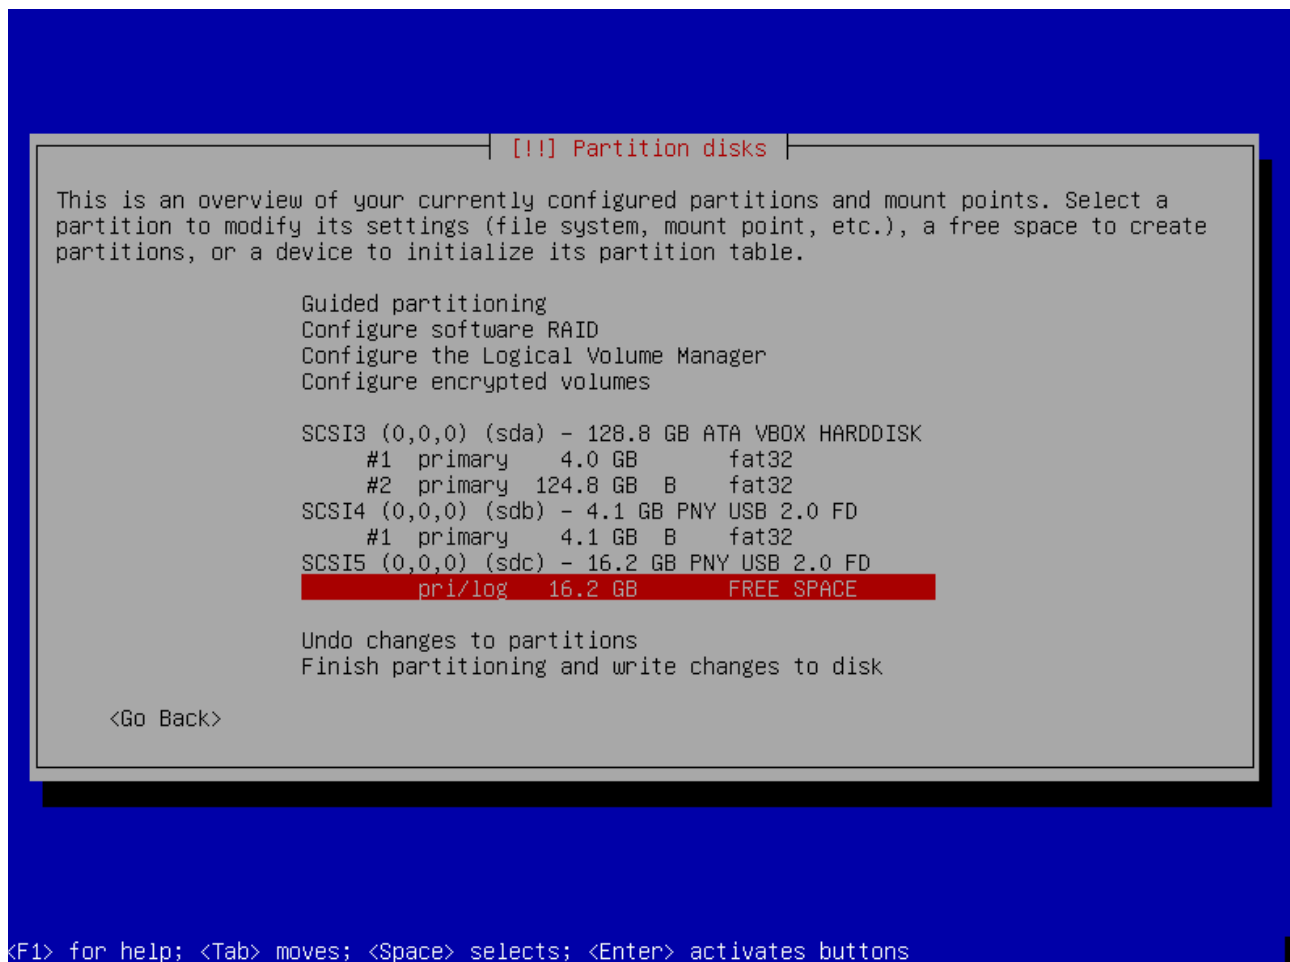 [!!] Partition disks
This is an overview of your currently configured partitions and mount points. Select a
partition to modify its settings (file system, mount point, etc.), a free space to create
partitions, or a device to initialize its partition table.
Guided partitioning
Configure software RAID
Configure the Logical Volume Manager
Configure encrypted volumes
SCSI3 (0,0,0) (sda) - 128.8 GB ATA VBOX HARDDISK
#1 primary 4.0 GB fat32
#2 primary 124.8 GB B fat32
SCSI4 (0,0,0) (sdb) - 4.1 GB PNY USB 2.0 FD
#1 primary 4.1 GB B fat32
SCSI5 (0,0,0) (sdc) - 16.2 GB PNY USB 2.0 FD
pri/log 16.2 GB FREE SPACE
Undo changes to partitions
Finish partitioning and write changes to disk
<Go Back>
<F1> for help; <Tab> moves; <Space> selects; <Enter> activates buttons